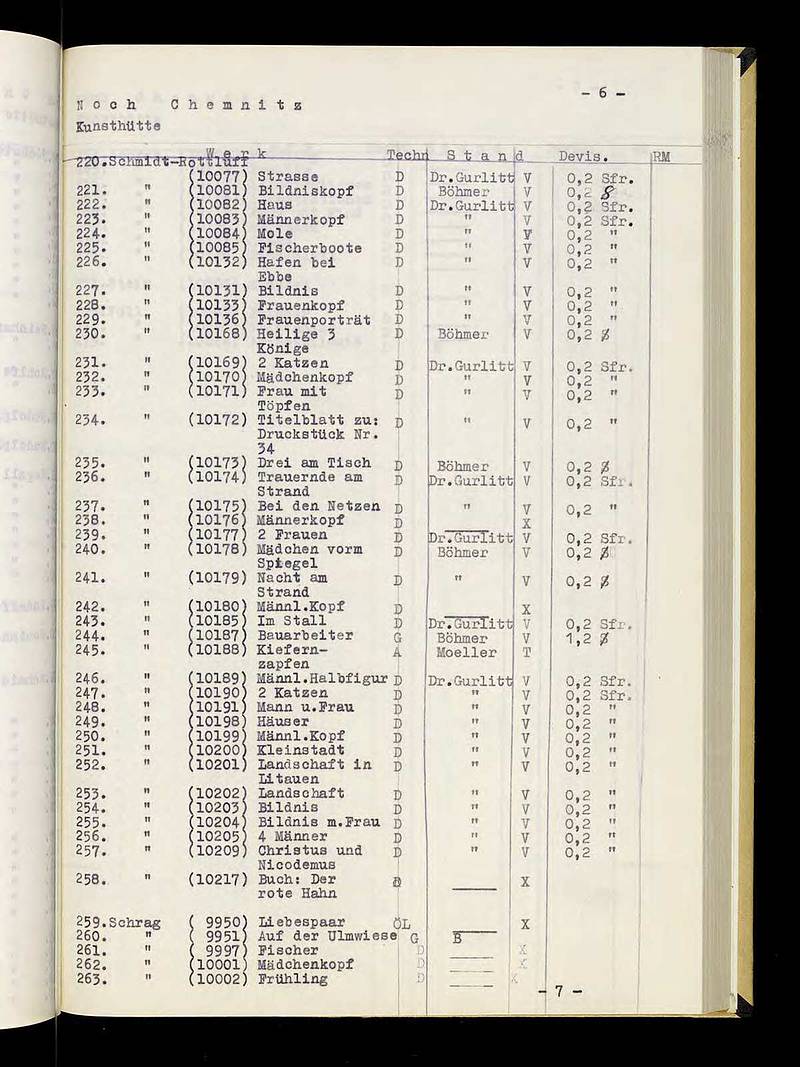 - 6 -
Noch Chemnitz
Kunsthütte
Werk Techn Stand Devis. RM
220.Schmidt-Rottluff
(10077) Strasse D Dr.Gurlitt V 0,2 Sfr.
221. " (10081) Bildniskopf D Böhmer V 0,2 $
222. " (10082) Haus D Dr.Gurlitt V 0,2 Sfr.
223. " (10083) Männerkopf D " V 0,2 Sfr.
224. " (10084) Mole D " V 0,2 "
225. " (10085) Fischerboote D " V 0,2 "
226. " (10132) Hafen bei D " V 0,2 "
Ebbe
227. " (10131) Bildnis D " V 0,2 "
228. " (10133) Frauenkopf D " V 0,2 "
229. " (10136) Frauenporträt D " V 0,2 "
230. " (10168) Heilige 3 D Böhmer V 0,2 $
Könige
231. " (10169) 2 Katzen D Dr.Gurlitt V 0,2 Sfr.
232. " (10170) Mädchenkopf D " V 0,2 "
233. " (10171) Frau mit D " V 0,2 "
Töpfen
234. " (10172) Titelblatt zu: D " V 0,2 "
Druckstück Nr.
34
235. " (10173) Drei am Tisch D Böhmer V 0,2 $
236. " (10174) Trauernde am D Dr.Gurlitt V 0,2 Sfr.
Strand
237. " (10175) Bei den Netzen D " V 0,2 "
238. " (10176) Männerkopf D X
239. " (10177) 2 Frauen D Dr.Gurlitt V 0,2 Sfr.
240. " (10178) Mädchen vorm D Böhmer V 0,2 $
Spiegel
241. " (10179) Nacht am D " V 0,2 $
Strand
242. " (10180) Männl.Kopf D X
243. " (10185) Im Stall D Dr.Gurlitt V 0,2 Sfr.
244. " (10187) Bauarbeiter G Böhmer V 1,2 $
245. " (10188) Kiefern- A Moeller T
zapfen
246. " (10189) Männl.Halbfigur D Dr.Gurlitt V 0,2 Sfr.
247. " (10190) 2 Katzen D " V 0,2 Sfr.
248. " (10191) Mann u.Frau D " V 0,2 "
249. " (10198) Häuser D " V 0,2 "
250. " (10199) Männl.Kopf D " V 0,2 "
251. " (10200) Kleinstadt D " V 0,2 "
252. " (10201) Landschaft in D " V 0,2 "
Litauen
253. " (10202) Landschaft D " V 0,2 "
254. " (10203) Bildnis D " V 0,2 "
255. " (10204) Bildnis m.Frau D " V 0,2 "
256. " (10205) 4 Männer D " V 0,2 "
257. " (10209) Christus und D " V 0,2 "
Nicodemus
258. " (10217) Buch: Der D X
rote Hahn
259.Schrag ( 9950) Liebespaar ÖL X
260. " ( 9951) Auf der Ulmwiese G B
261. " ( 9997) Fischer D X
262. " (10001) Mädchenkopf D X
263. " (10002) Frühling D X
- 7 -